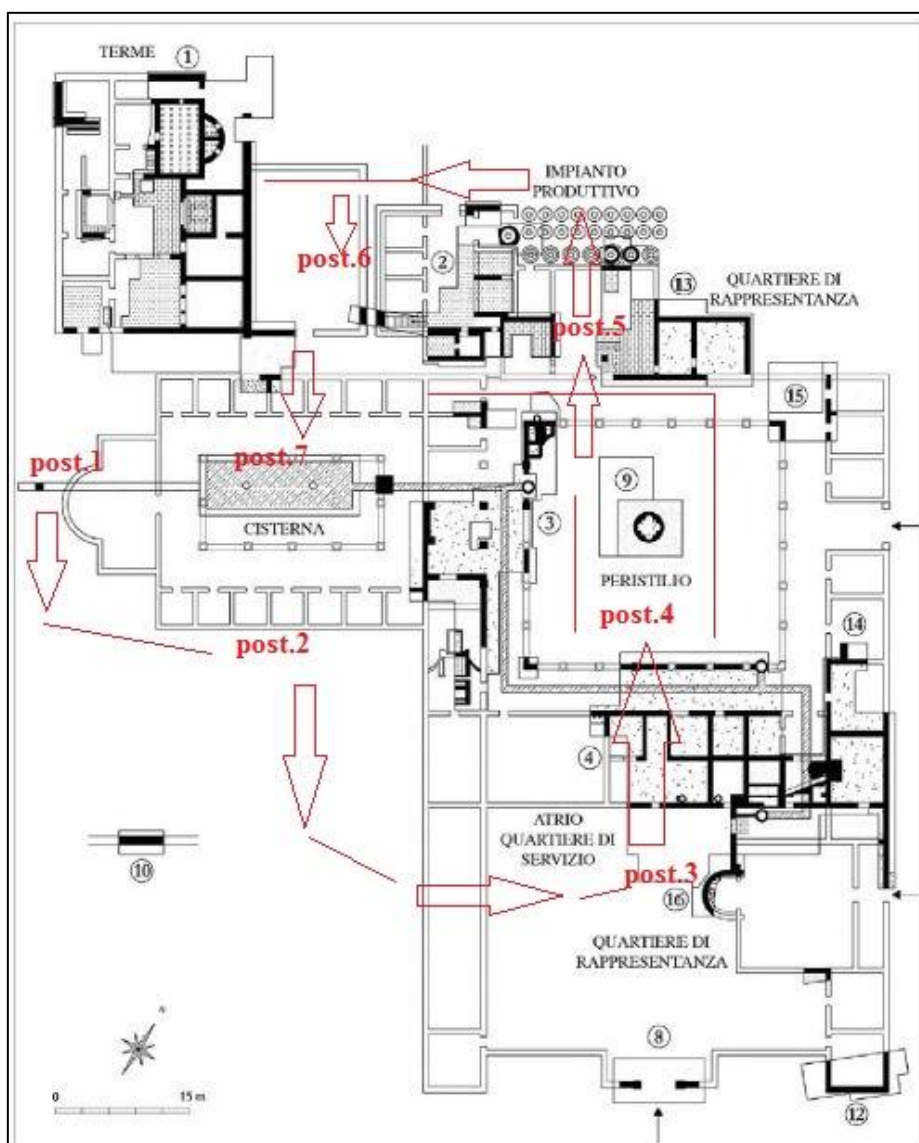 TERME
①
IMPIANTO
PRODUTTIVO
post.6
②
⑬
QUARTIERE DI
RAPPRESENTANZA
post.5
⑮
post.1
post.7
⑨
③
CISTERNA
PERISTILIO
post.4
post.2
⑭
④
ATRIO
QUARTIERE DI
SERVIZIO
post.3
⑩
⑯
QUARTIERE DI
RAPPRESENTANZA
N
⑧
0 15 m
⑫